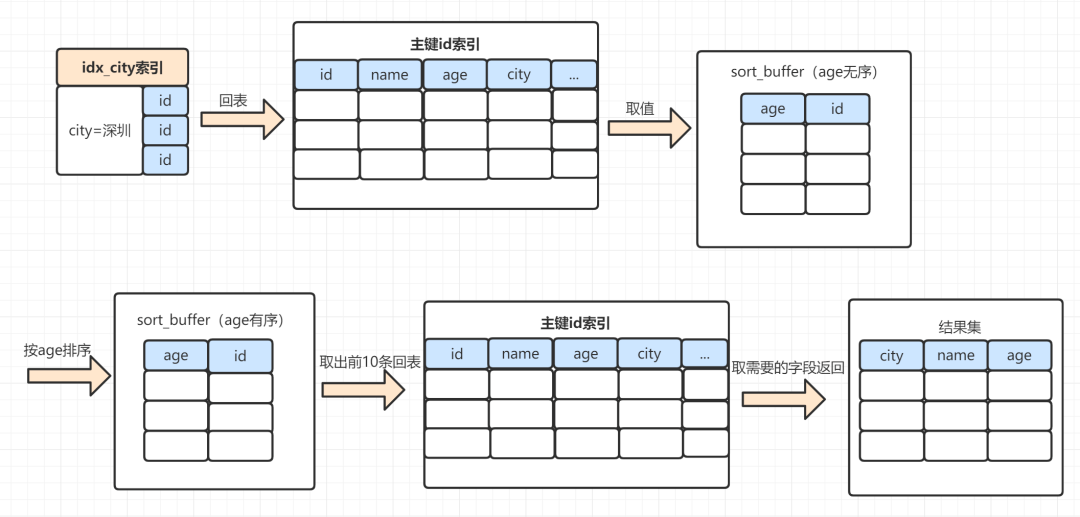 idx_city索引
city=深圳
id
id
id
回表
主键id索引
id name age city ...
取值
sort_buffer（age无序）
age id
按age排序
sort_buffer（age有序）
age id
取出前10条回表
主键id索引
id name age city ...
取需要的字段返回
结果集
city name age